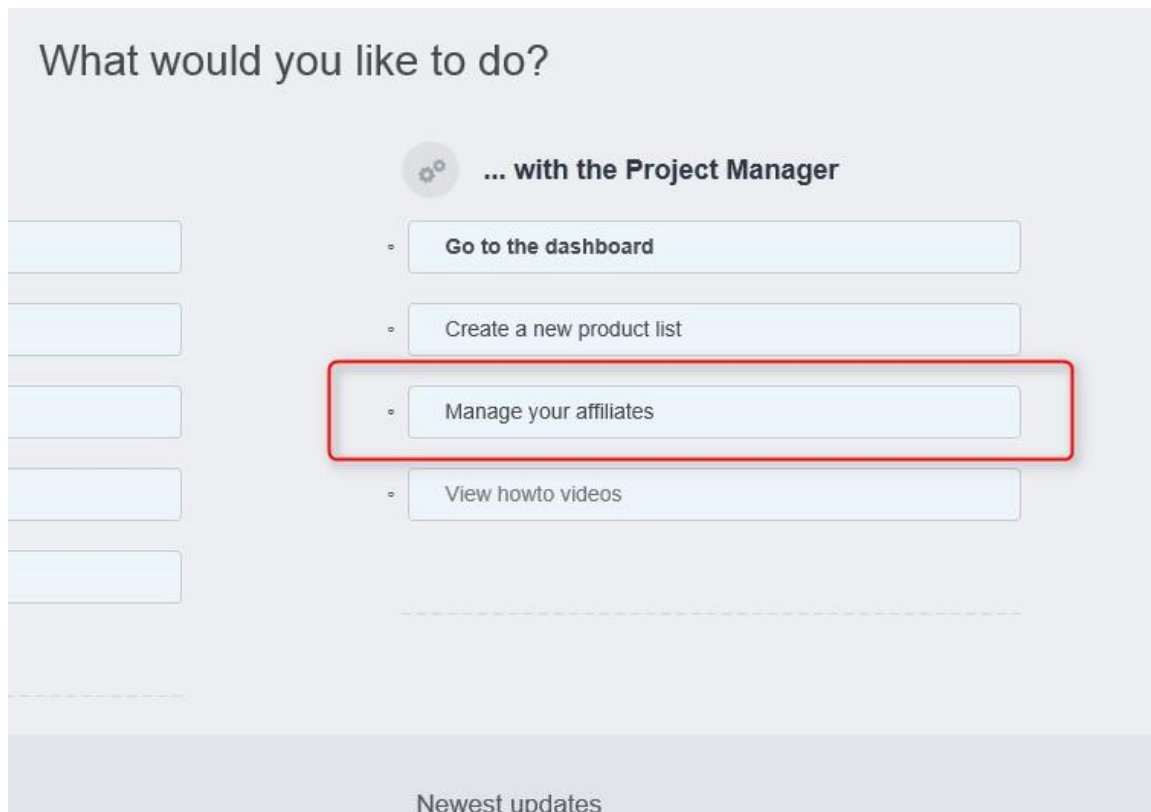 What would you like to do?
... with the Project Manager
Go to the dashboard
Create a new product list
Manage your affiliates
View howto videos
Newest updates